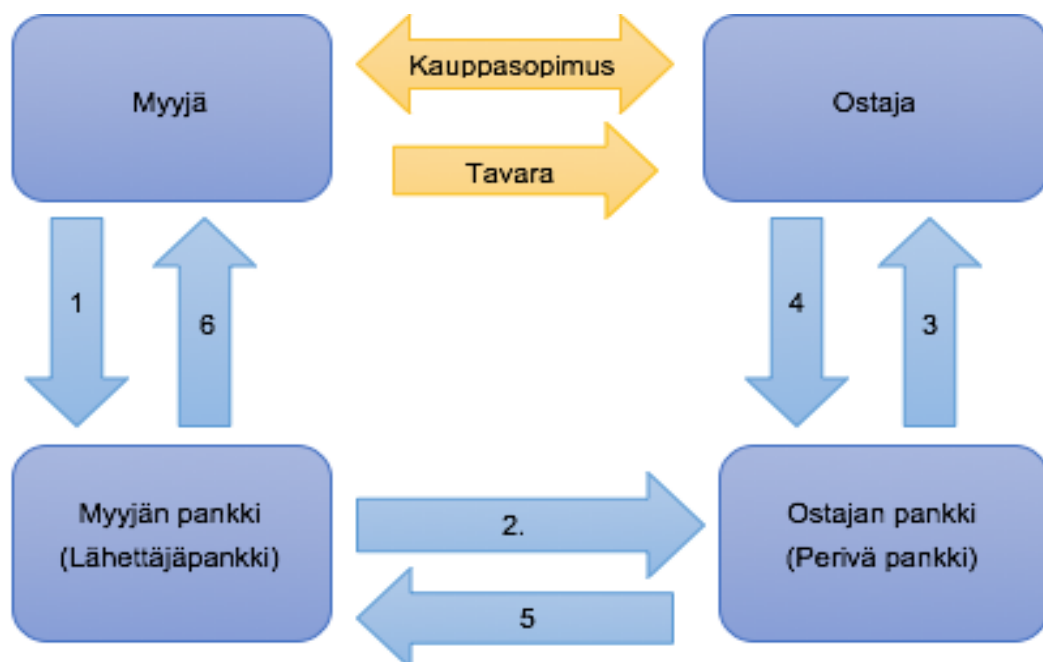 Myyjä
Kauppasopimus
Ostaja
Tavara
1
6
4
3
Myyjän pankki
(Lähettäjäpankki)
2.
5
Ostajan pankki
(Perivä pankki)